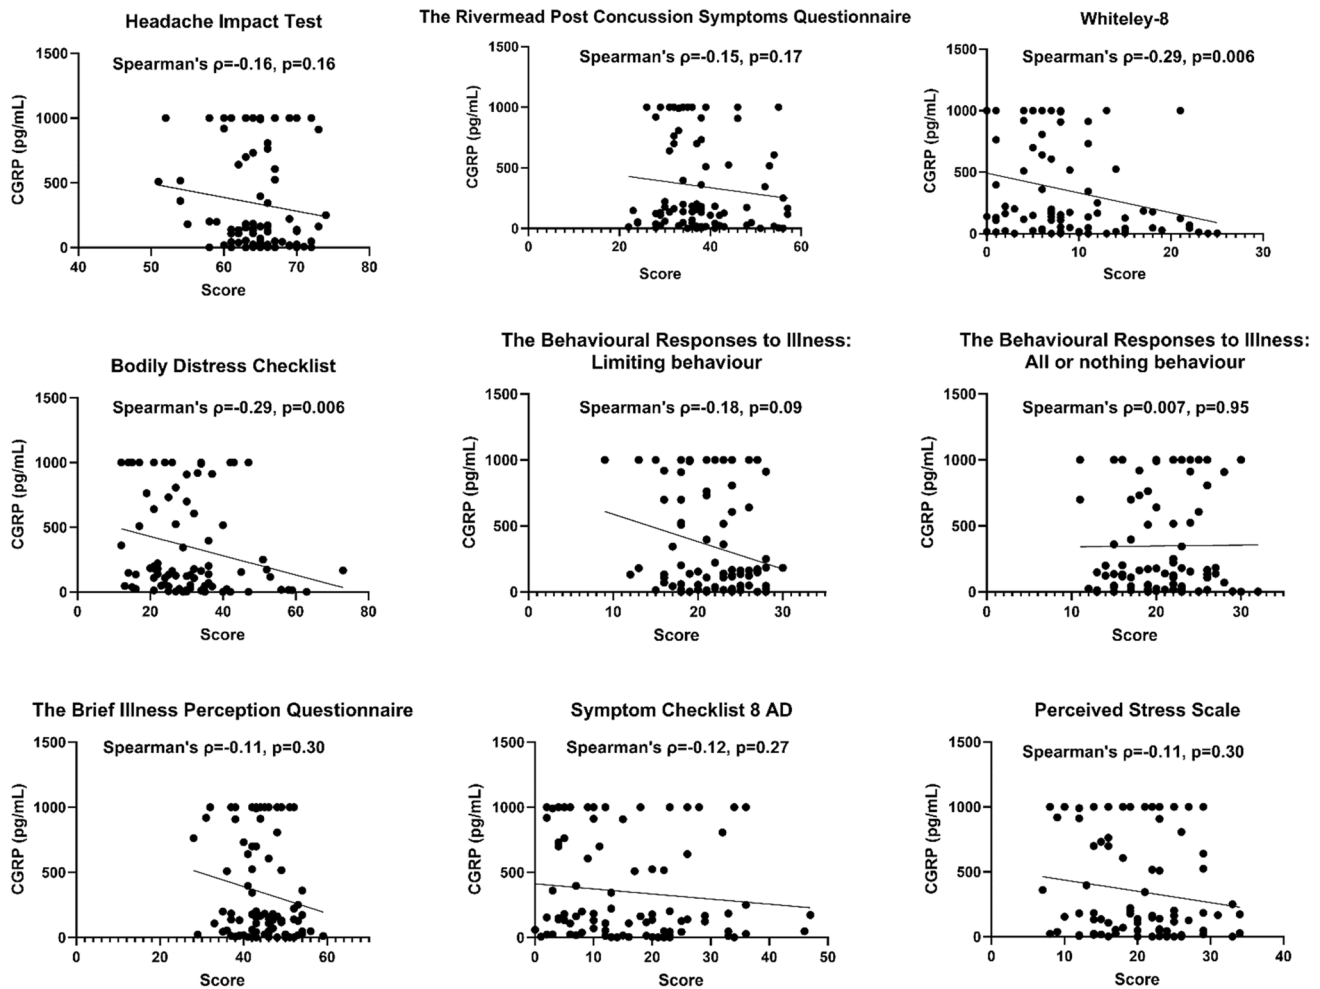 Headache Impact Test
Spearman's ρ=-0.16, p=0.16
CGRP (pg/mL)
1500
1000
500
0
40
50
60
70
80
Score
The Rivermead Post Concussion Symptoms Questionnaire
Spearman's ρ=-0.15, p=0.17
CGRP (pg/mL)
1500
1000
500
0
0
20
40
60
Score
Whiteley-8
Spearman's ρ=-0.29, p=0.006
CGRP (pg/mL)
1500
1000
500
0
0
10
20
30
Score
Bodily Distress Checklist
Spearman's ρ=-0.29, p=0.006
CGRP (pg/mL)
1500
1000
500
0
0
20
40
60
80
Score
The Behavioural Responses to Illness:
Limiting behaviour
Spearman's ρ=-0.18, p=0.09
CGRP (pg/mL)
1500
1000
500
0
0
10
20
30
Score
The Behavioural Responses to Illness:
All or nothing behaviour
Spearman's ρ=0.007, p=0.95
CGRP (pg/mL)
1500
1000
500
0
0
10
20
30
Score
The Brief Illness Perception Questionnaire
Spearman's ρ=-0.11, p=0.30
CGRP (pg/mL)
1500
1000
500
0
0
20
40
60
Score
Symptom Checklist 8 AD
Spearman's ρ=-0.12, p=0.27
CGRP (pg/mL)
1500
1000
500
0
0
10
20
30
40
50
Score
Perceived Stress Scale
Spearman's ρ=-0.11, p=0.30
CGRP (pg/mL)
1500
1000
500
0
0
10
20
30
40
Score